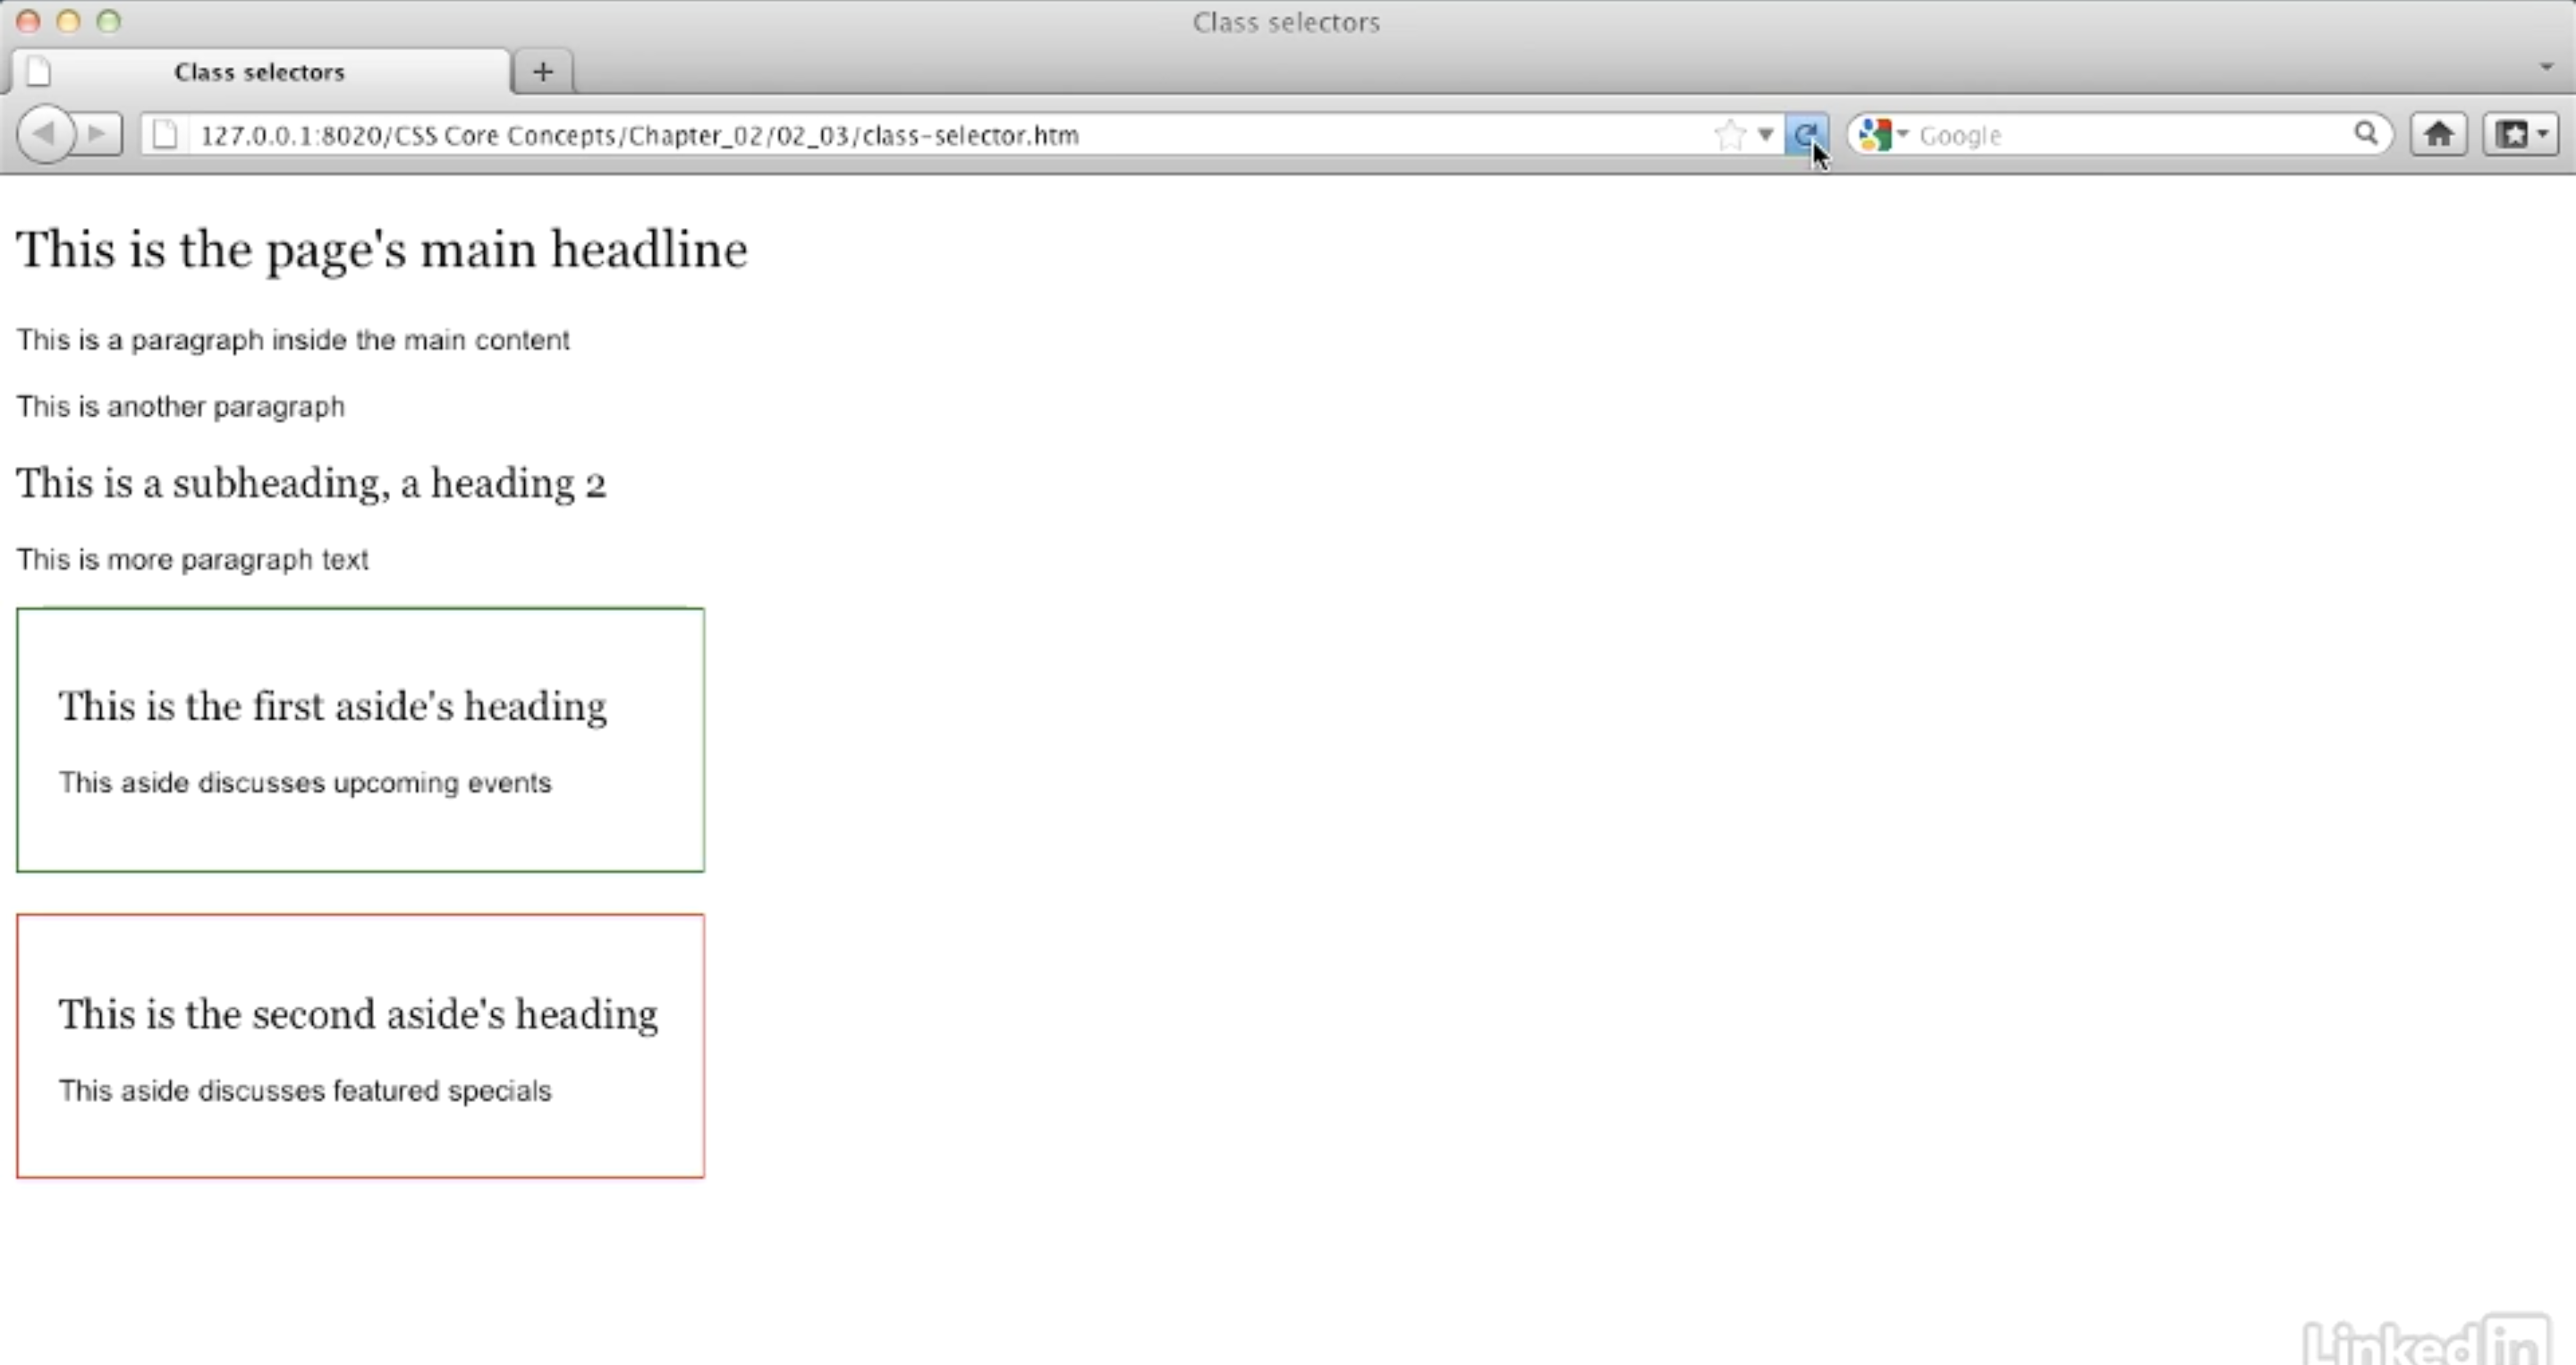 Class selectors
Class selectors
127.0.0.1:8020/CSS Core Concepts/Chapter_02/02_03/class-selector.htm
Google
This is the page's main headline
This is a paragraph inside the main content
This is another paragraph
This is a subheading, a heading 2
This is more paragraph text
This is the first aside's heading
This aside discusses upcoming events
This is the second aside's heading
This aside discusses featured specials
Linked in